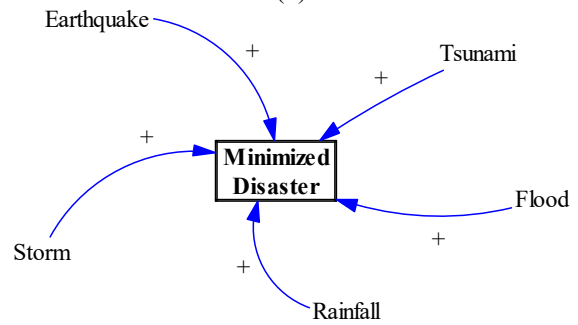 Earthquake
+
Tsunami
+
+
Minimized
Disaster
Flood
+
Storm
+
Rainfall